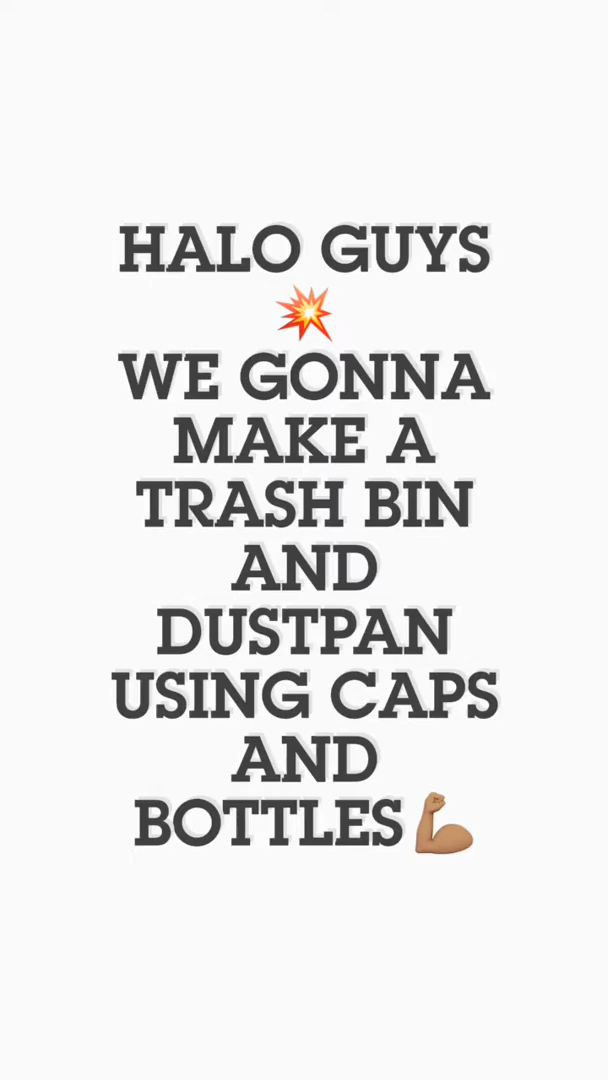 HALO GUYS
💥
WE GONNA
MAKE A
TRASH BIN
AND
DUSTPAN
USING CAPS
AND
BOTTLES💪🏽